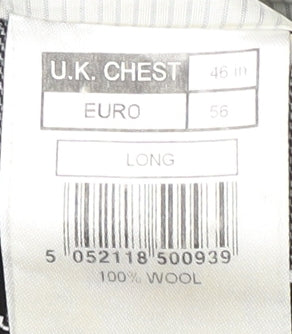 U.K. CHEST 46 in
EURO 56
LONG
5 052118 500939
100% WOOL